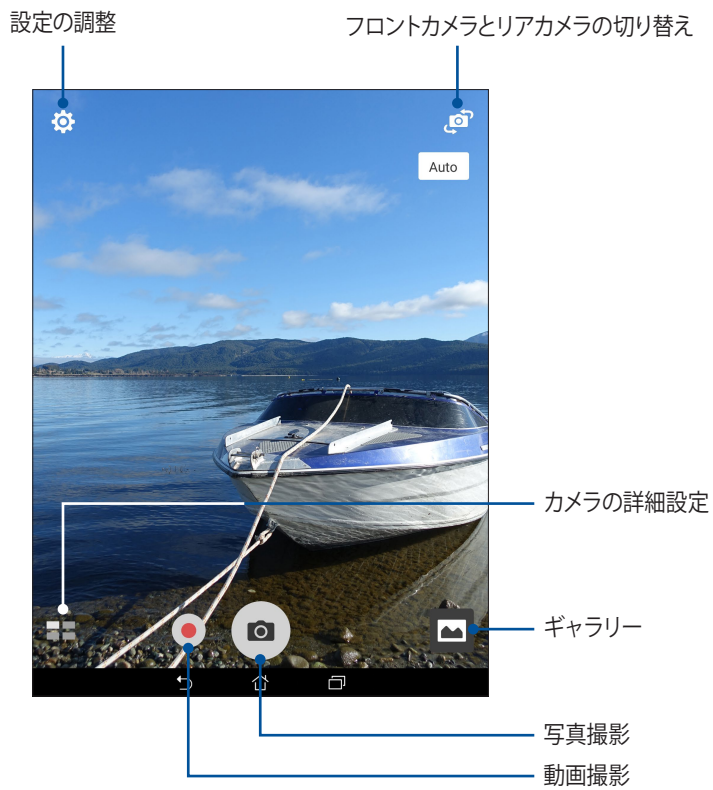 設定の調整
フロントカメラとリアカメラの切り替え
Auto
カメラの詳細設定
ギャラリー
写真撮影
動画撮影